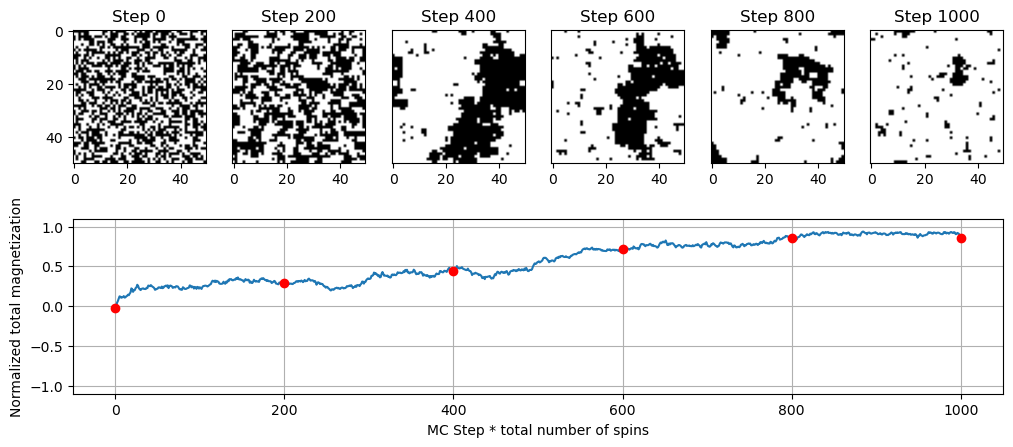 Step 0 Step 200 Step 400 Step 600 Step 800 Step 1000
0
20
40
0 20 40 0 20 40 0 20 40 0 20 40 0 20 40 0 20 40
Normalized total magnetization
1.0
0.5
0.0
−0.5
−1.0
0 200 400 600 800 1000
MC Step * total number of spins